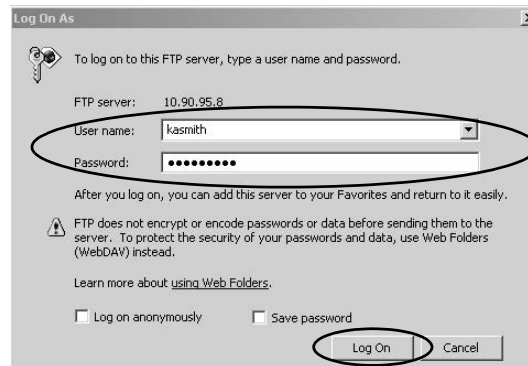 Log On As
To log on to this FTP server, type a user name and password.
FTP server: 10.90.95.8
User name: kasmith
Password: •••••••••
After you log on, you can add this server to your Favorites and return to it easily.
FTP does not encrypt or encode passwords or data before sending them to the
server. To protect the security of your passwords and data, use Web Folders
(WebDAV) instead.
Learn more about using Web Folders.
Log on anonymously Save password
Log On Cancel